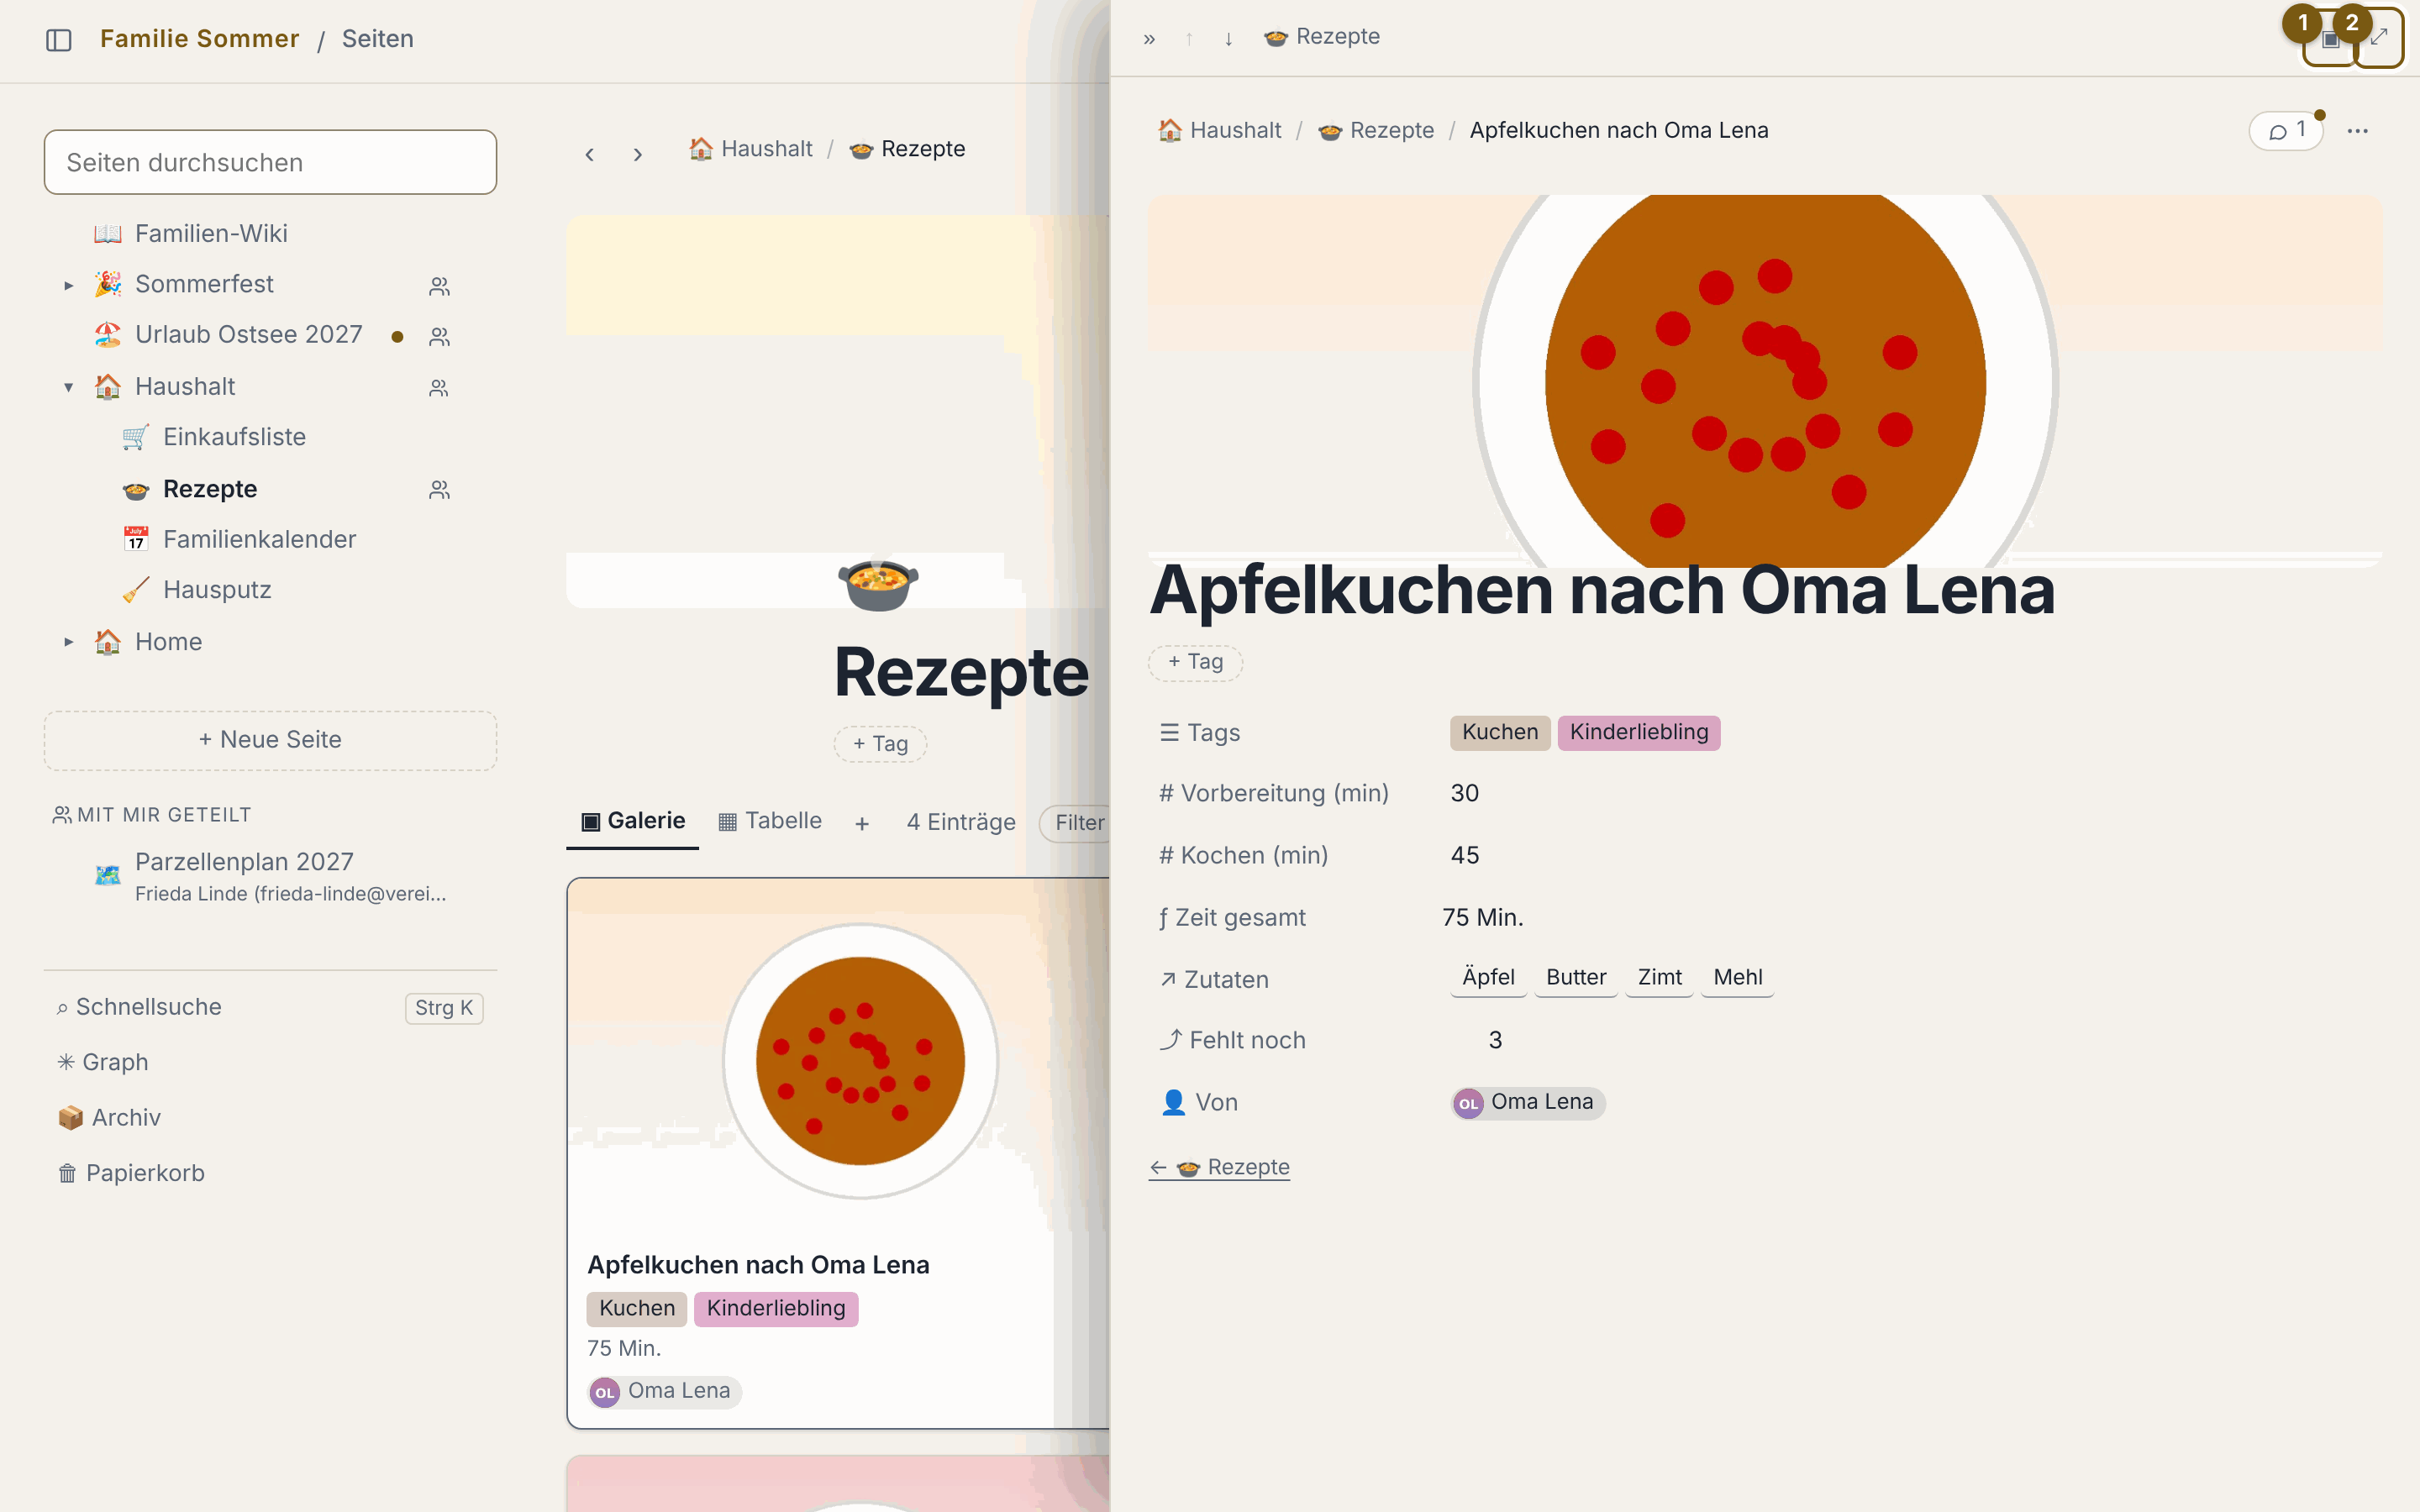 Familie Sommer / Seiten
Seiten durchsuchen
Familien-Wiki
Sommerfest
Urlaub Ostsee 2027
Haushalt
Einkaufsliste
Rezepte
Familienkalender
Hausputz
Home
+ Neue Seite
MIT MIR GETEILT
Parzellenplan 2027
Frieda Linde (frieda-linde@verei...
Schnellsuche Strg K
Graph
Archiv
Papierkorb
Haushalt / Rezepte
Rezepte
+ Tag
Galerie Tabelle + 4 Einträge Filter
Apfelkuchen nach Oma Lena
Kuchen Kinderliebling
75 Min.
OL Oma Lena
» ↑ ↓ Rezepte
1 2
Haushalt / Rezepte / Apfelkuchen nach Oma Lena
1 ...
Apfelkuchen nach Oma Lena
+ Tag
Tags Kuchen Kinderliebling
# Vorbereitung (min) 30
# Kochen (min) 45
ƒ Zeit gesamt 75 Min.
Zutaten Äpfel Butter Zimt Mehl
Fehlt noch 3
Von OL Oma Lena
← Rezepte